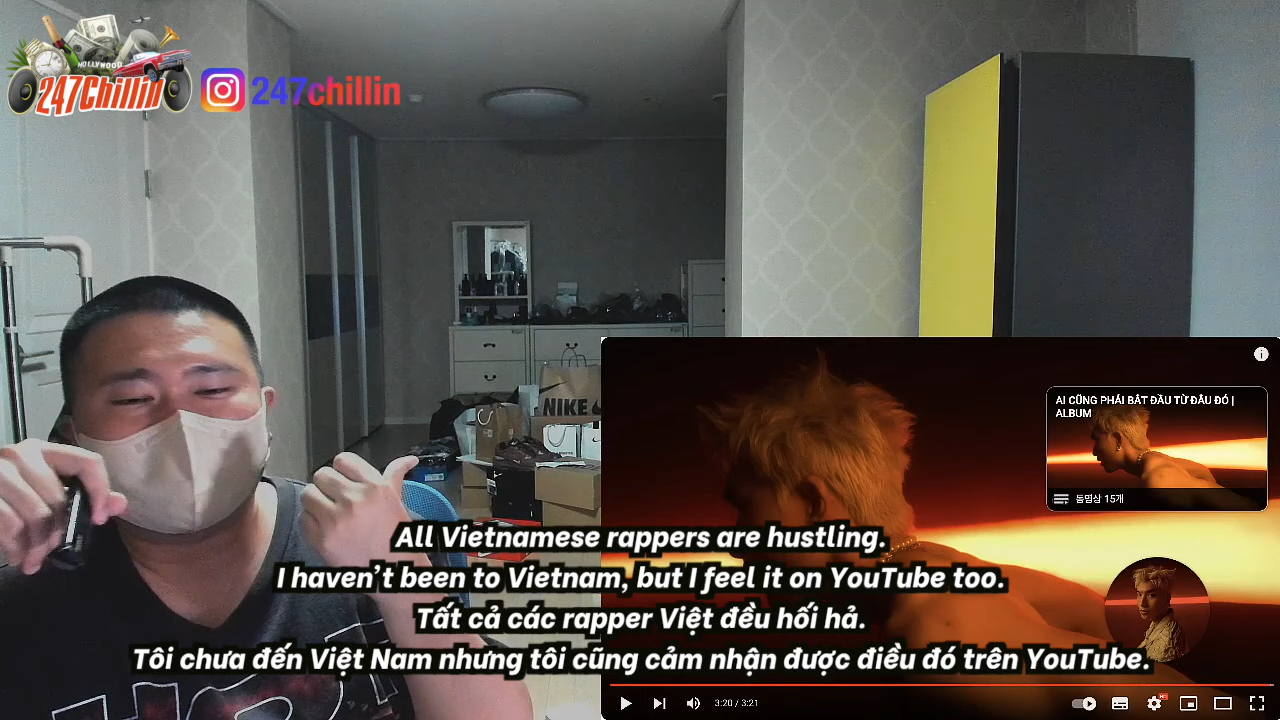 HOLLYWOOD
247Chillin
247chillin
NIKE
AI CŨNG PHẢI BẮT ĐẦU TỪ ĐÂU ĐÓ |
ALBUM
동영상 15개
All Vietnamese rappers are hustling.
I haven't been to Vietnam, but I feel it on YouTube too.
Tất cả các rapper Việt đều hối hả.
Tôi chưa đến Việt Nam nhưng tôi cũng cảm nhận được điều đó trên YouTube.
3:20 / 3:21